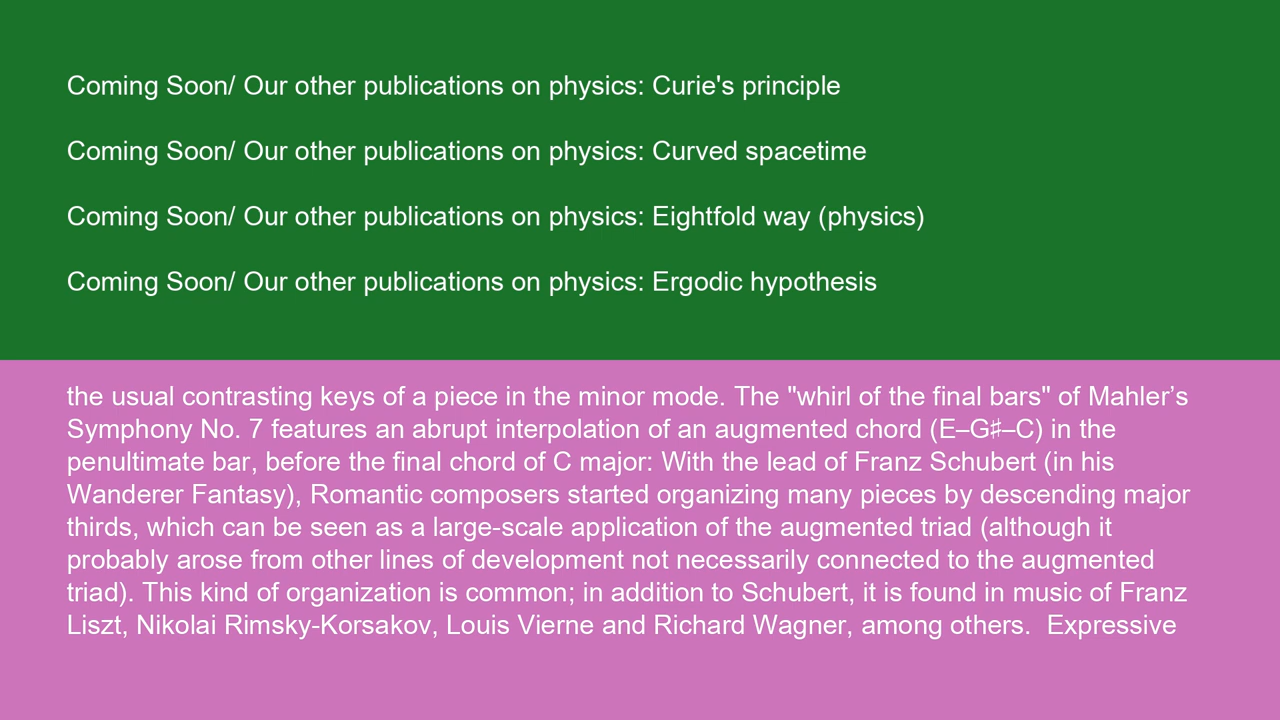 Coming Soon/ Our other publications on physics: Curie's principle
Coming Soon/ Our other publications on physics: Curved spacetime
Coming Soon/ Our other publications on physics: Eightfold way (physics)
Coming Soon/ Our other publications on physics: Ergodic hypothesis
the usual contrasting keys of a piece in the minor mode. The "whirl of the final bars" of Mahler’s
Symphony No. 7 features an abrupt interpolation of an augmented chord (E–G♯–C) in the
penultimate bar, before the final chord of C major: With the lead of Franz Schubert (in his
Wanderer Fantasy), Romantic composers started organizing many pieces by descending major
thirds, which can be seen as a large-scale application of the augmented triad (although it
probably arose from other lines of development not necessarily connected to the augmented
triad). This kind of organization is common; in addition to Schubert, it is found in music of Franz
Liszt, Nikolai Rimsky-Korsakov, Louis Vierne and Richard Wagner, among others.  Expressive